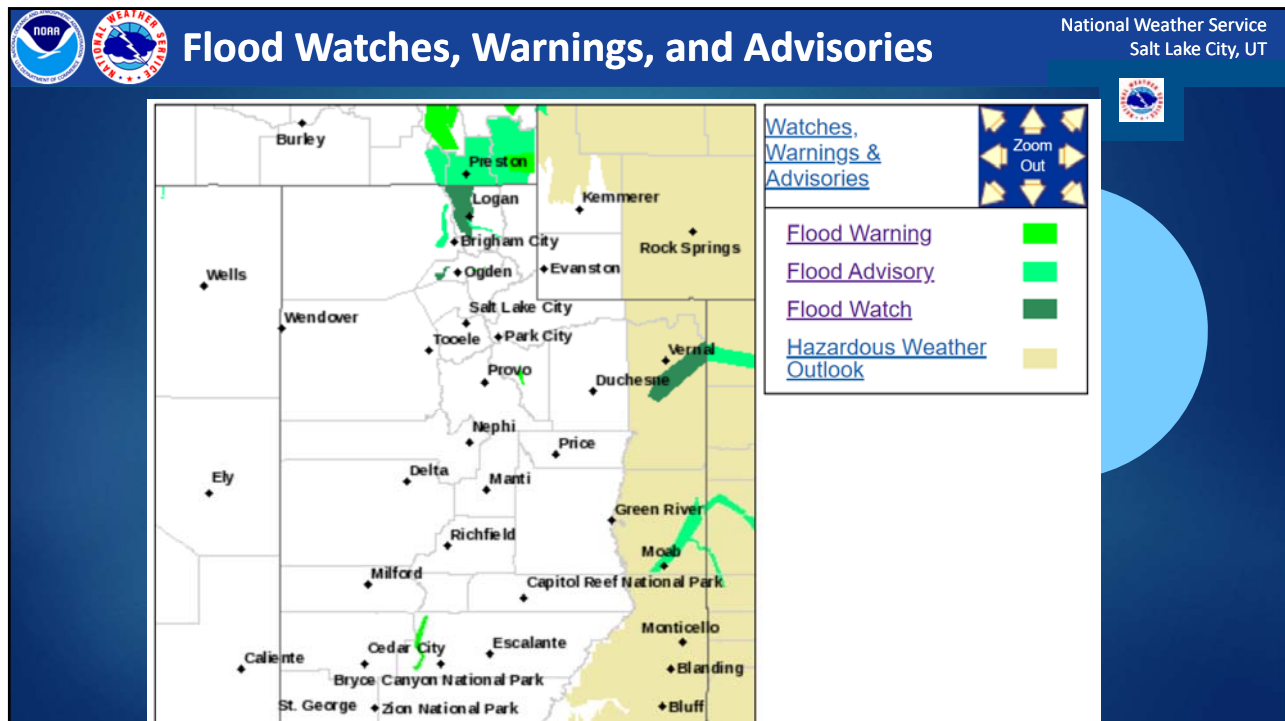 NOAA
NATIONAL WEATHER SERVICE
Flood Watches, Warnings, and Advisories
National Weather Service
Salt Lake City, UT
Burley
Preston
Logan
Kemmerer
Brigham City
Rock Springs
Wells
Ogden
Evanston
Wendover
Salt Lake City
Tooele
Park City
Vernal
Provo
Duchesne
Nephi
Price
Ely
Delta
Manti
Green River
Richfield
Moab
Milford
Capitol Reef National Park
Monticello
Cedar City
Escalante
Caliente
Blanding
Bryce Canyon National Park
St. George
Zion National Park
Bluff
Watches,
Warnings &
Advisories
Zoom
Out
Flood Warning
Flood Advisory
Flood Watch
Hazardous Weather
Outlook